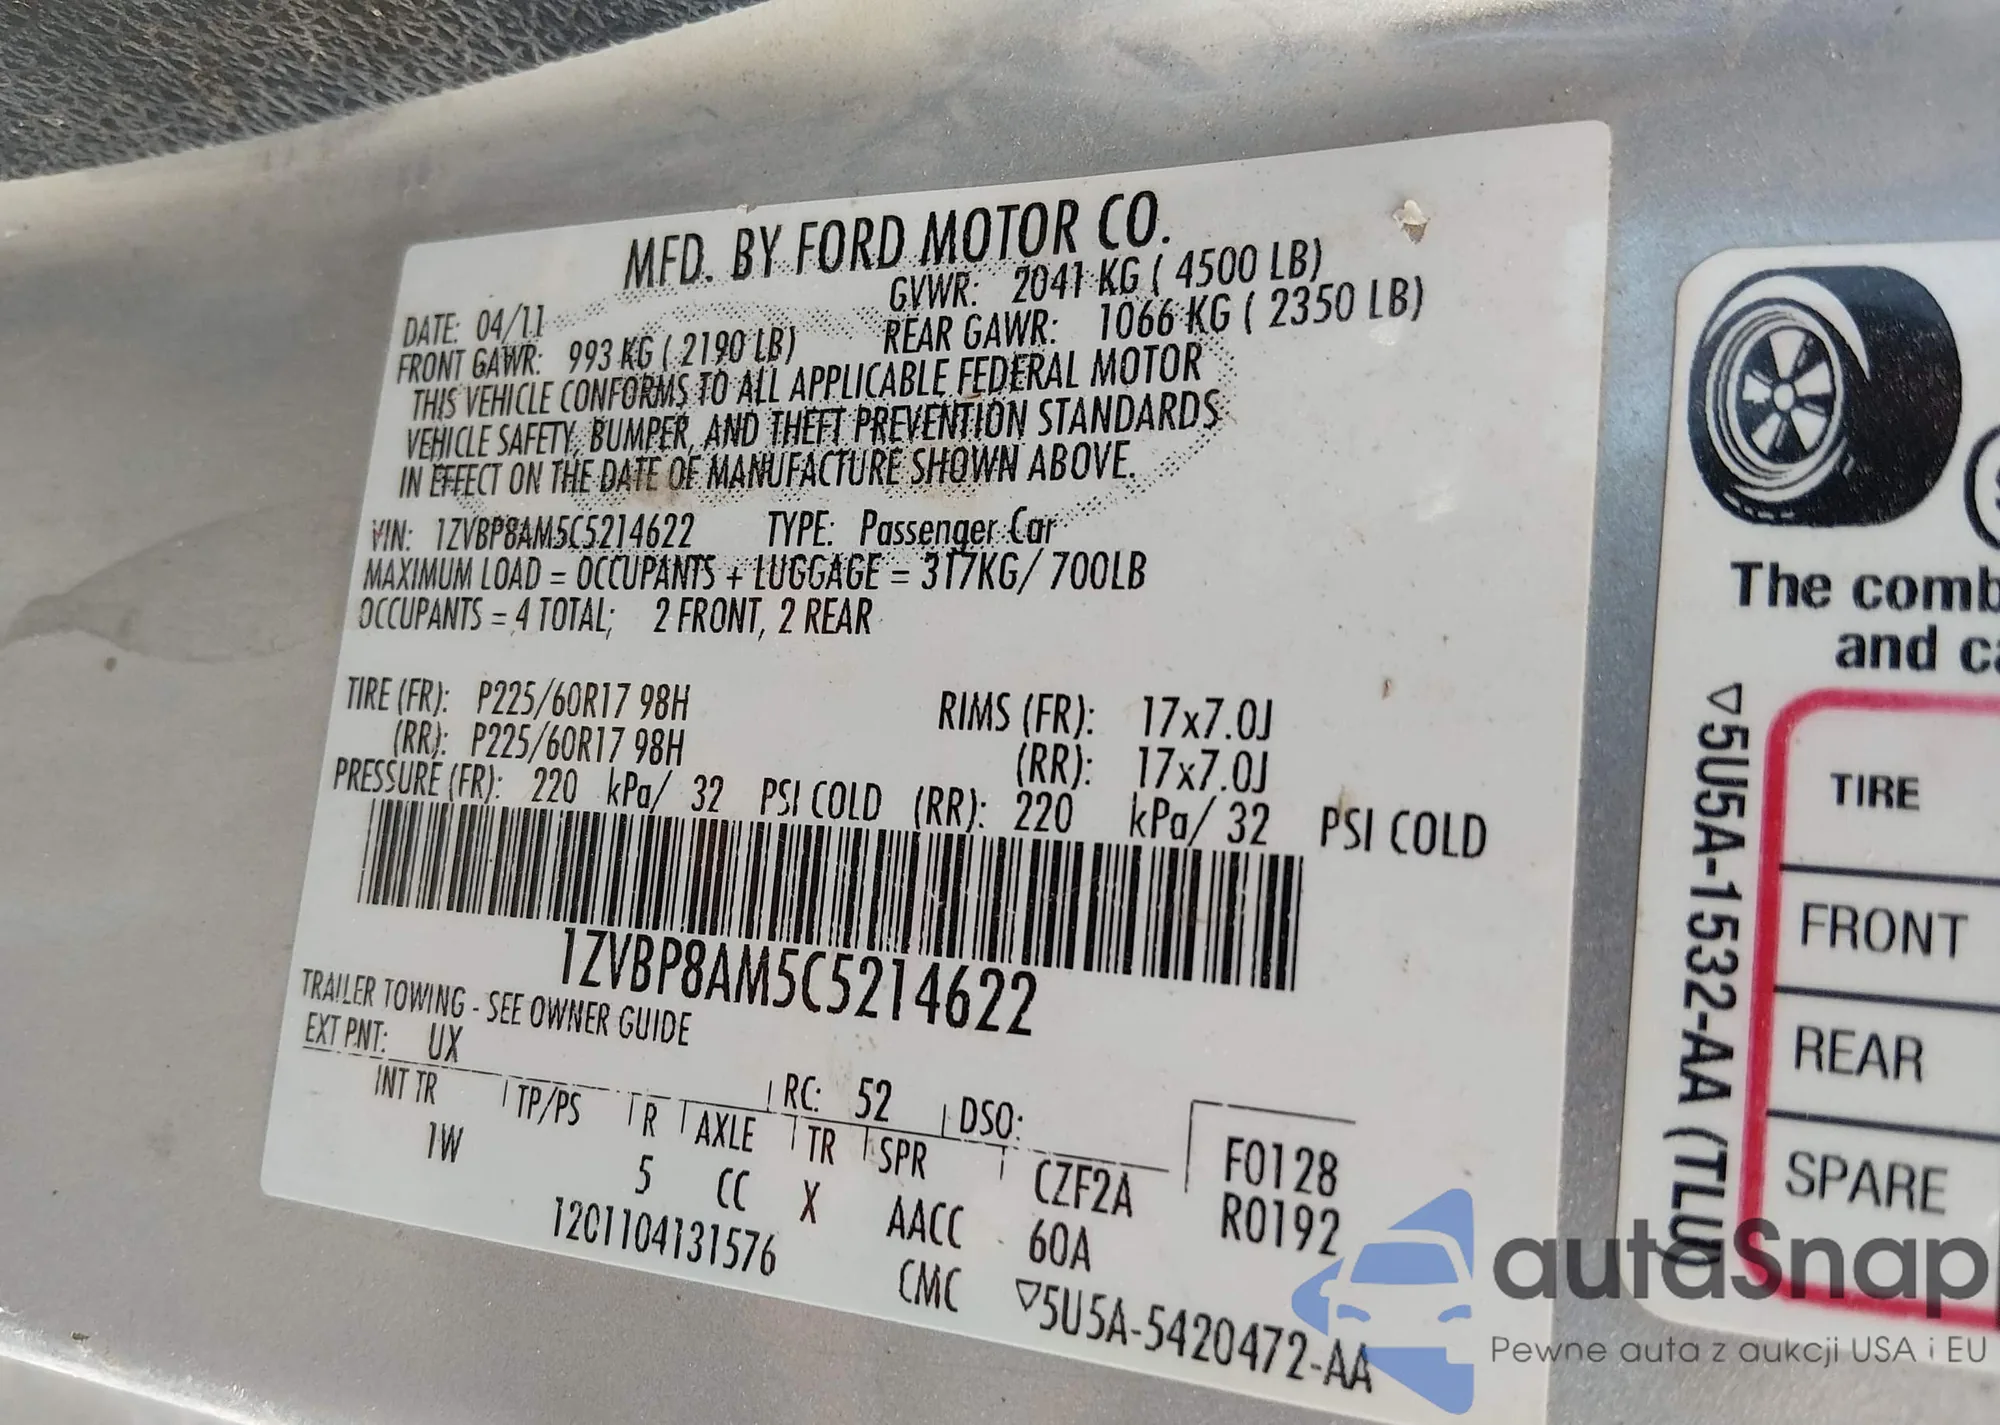 MFD. BY FORD MOTOR CO.
DATE: 04/11 GVWR: 2041 KG ( 4500 LB)
FRONT GAWR: 993 KG ( 2190 LB) REAR GAWR: 1066 KG ( 2350 LB)
THIS VEHICLE CONFORMS TO ALL APPLICABLE FEDERAL MOTOR
VEHICLE SAFETY, BUMPER, AND THEFT PREVENTION STANDARDS
IN EFFECT ON THE DATE OF MANUFACTURE SHOWN ABOVE.
VIN: 1ZVBP8AM5C5214622 TYPE: Passenger Car
MAXIMUM LOAD = OCCUPANTS + LUGGAGE = 317KG/ 700LB
OCCUPANTS = 4 TOTAL; 2 FRONT, 2 REAR
TIRE (FR): P225/60R17 98H RIMS (FR): 17x7.0J
(RR): P225/60R17 98H (RR): 17x7.0J
PRESSURE (FR): 220 kPa/ 32 PSI COLD (RR): 220 kPa/ 32 PSI COLD
1ZVBP8AM5C5214622
TRAILER TOWING - SEE OWNER GUIDE
EXT PNT: UX RC: 52 DSO:
INT TR TP/PS R AXLE TR SPR CZF2A F0128
1W 5 CC X AACC 60A R0192
1201104131576 CMC ▽5U5A-5420472-AA
The comb
and ca
▽5U5A-1532-AA (TLU)
TIRE
FRONT
REAR
SPARE
autoSnap
Pewne auta z aukcji USA i EU